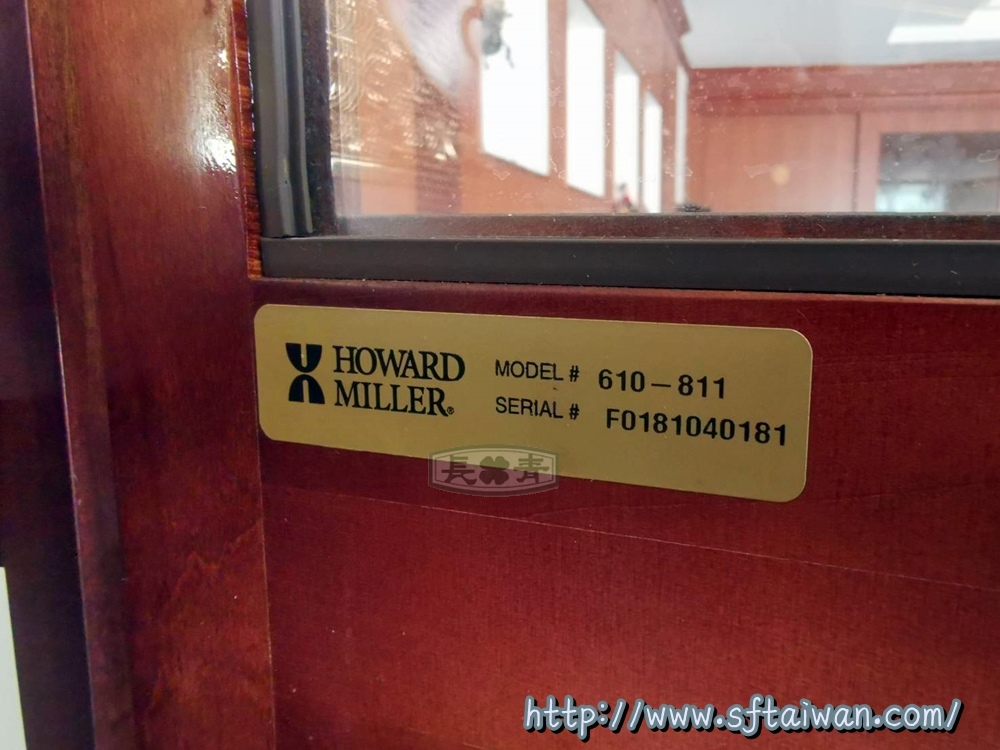 HOWARD
MILLER®
MODEL # 610-811
SERIAL # F0181040181
長青
http://www.sftaiwan.com/